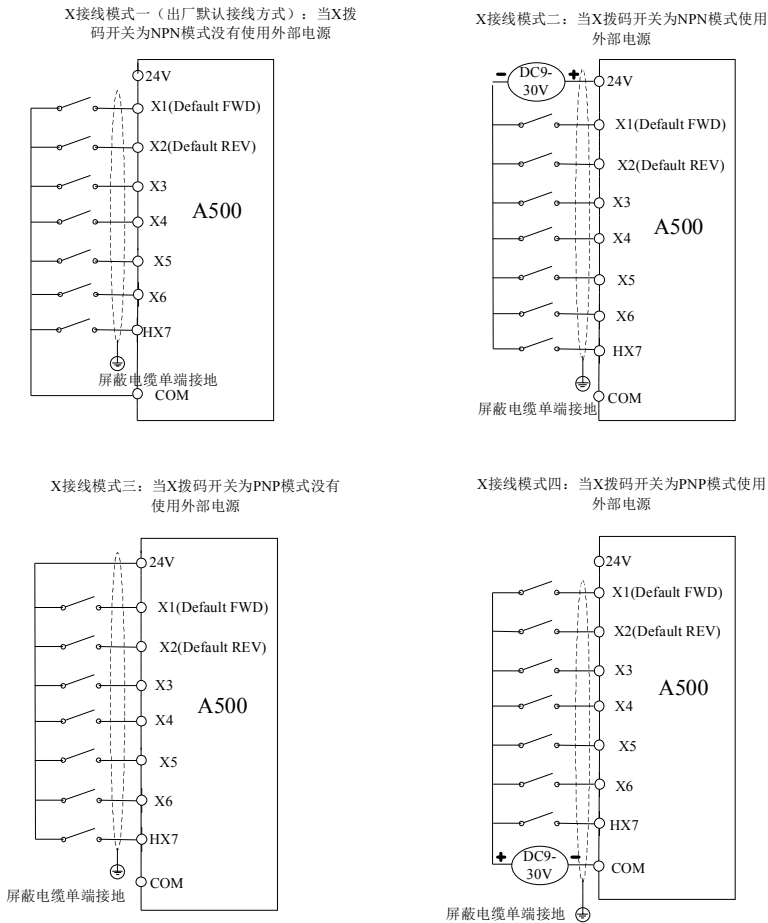 X接线模式一（出厂默认接线方式）：当X拨
码开关为NPN模式没有使用外部电源
24V
X1(Default FWD)
X2(Default REV)
X3
X4
A500
X5
X6
HX7
屏蔽电缆单端接地
COM
X接线模式二：当X拨码开关为NPN模式使用
外部电源
DC9-
30V
24V
X1(Default FWD)
X2(Default REV)
X3
X4
A500
X5
X6
HX7
COM
屏蔽电缆单端接地
X接线模式三：当X拨码开关为PNP模式没有
使用外部电源
24V
X1(Default FWD)
X2(Default REV)
X3
A500
X4
X5
X6
HX7
COM
屏蔽电缆单端接地
X接线模式四：当X拨码开关为PNP模式使用
外部电源
24V
X1(Default FWD)
X2(Default REV)
X3
A500
X4
X5
X6
HX7
DC9-
30V
COM
屏蔽电缆单端接地